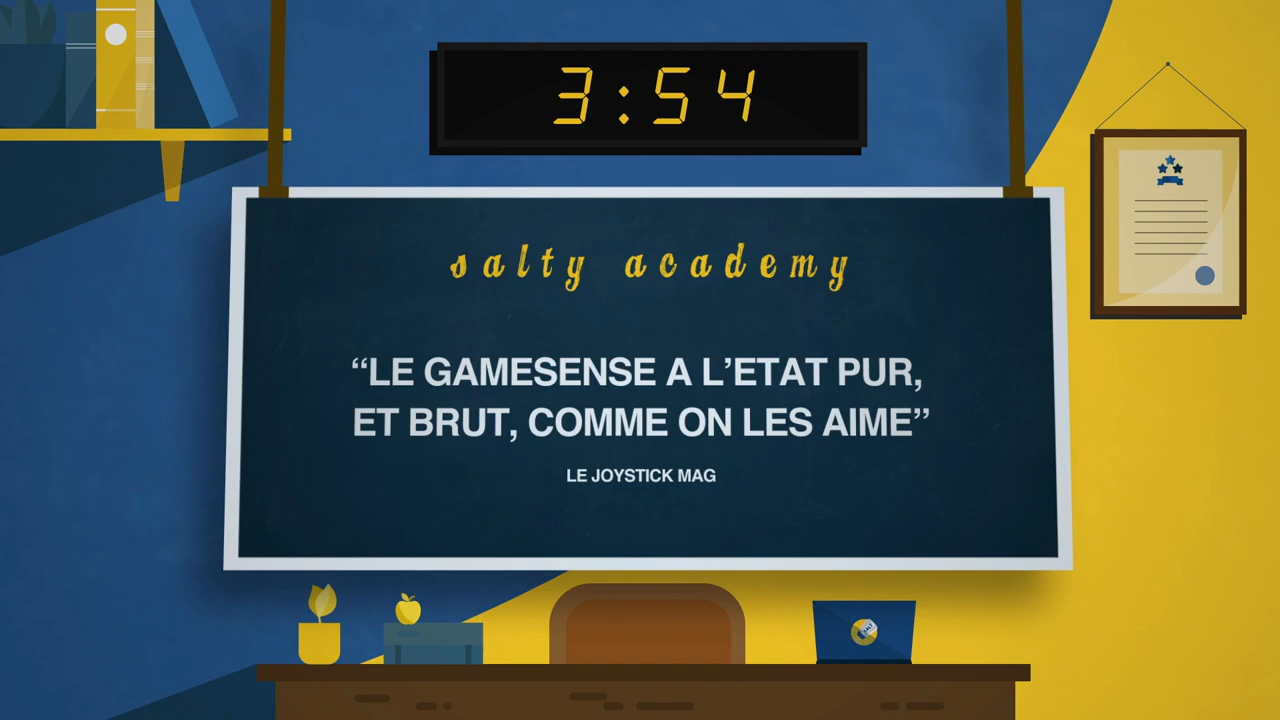 3:54
salty academy
“LE GAMESENSE A L’ETAT PUR,
ET BRUT, COMME ON LES AIME”
LE JOYSTICK MAG